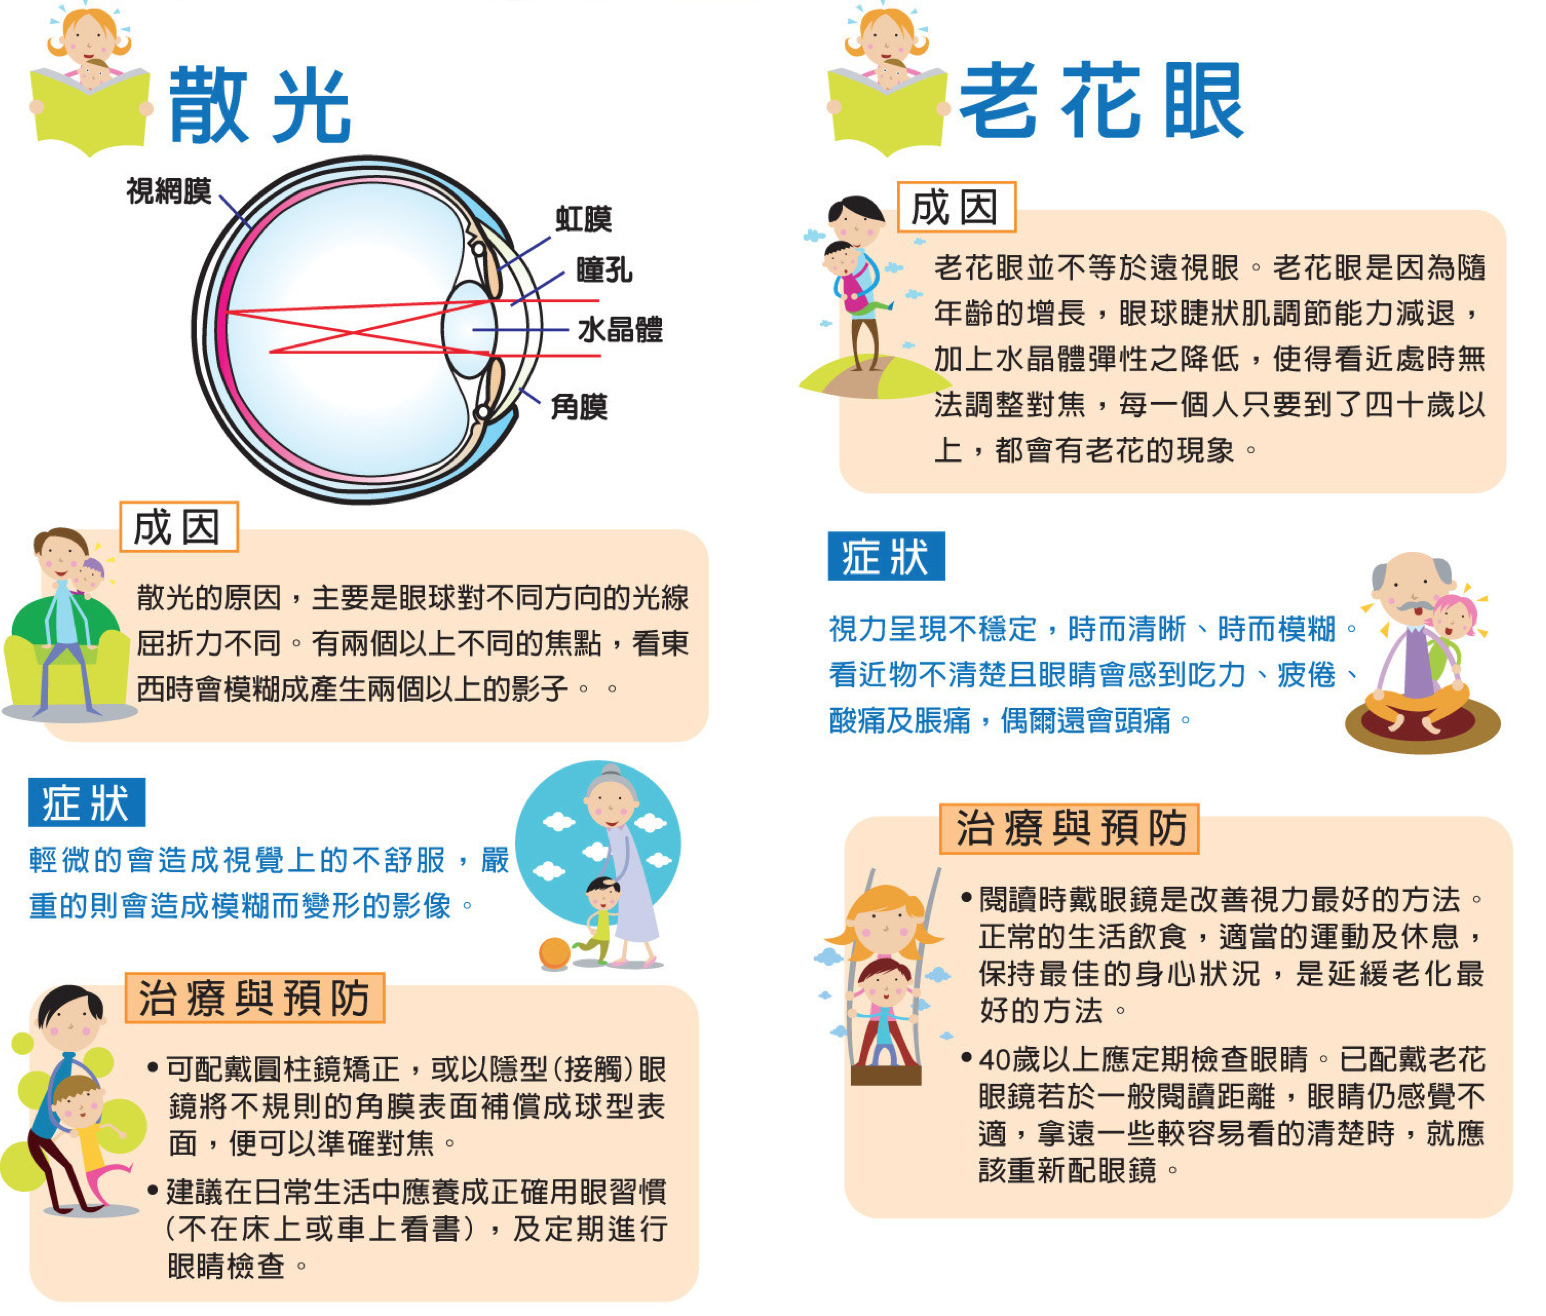 散光
視網膜
虹膜
瞳孔
水晶體
角膜
成因
散光的原因，主要是眼球對不同方向的光線
屈折力不同。有兩個以上不同的焦點，看東
西時會模糊成產生兩個以上的影子。。
症狀
輕微的會造成視覺上的不舒服，嚴
重的則會造成模糊而變形的影像。
治療與預防
•可配戴圓柱鏡矯正，或以隱型(接觸)眼
鏡將不規則的角膜表面補償成球型表
面，便可以準確對焦。
•建議在日常生活中應養成正確用眼習慣
(不在床上或車上看書)，及定期進行
眼睛檢查。
老花眼
成因
老花眼並不等於遠視眼。老花眼是因為隨
年齡的增長，眼球睫狀肌調節能力減退，
加上水晶體彈性之降低，使得看近處時無
法調整對焦，每一個人只要到了四十歲以
上，都會有老花的現象。
症狀
視力呈現不穩定，時而清晰、時而模糊。
看近物不清楚且眼睛會感到吃力、疲倦、
酸痛及脹痛，偶爾還會頭痛。
治療與預防
•閱讀時戴眼鏡是改善視力最好的方法。
正常的生活飲食，適當的運動及休息，
保持最佳的身心狀況，是延緩老化最
好的方法。
•40歲以上應定期檢查眼睛。已配戴老花
眼鏡若於一般閱讀距離，眼睛仍感覺不
適，拿遠一些較容易看的清楚時，就應
該重新配眼鏡。